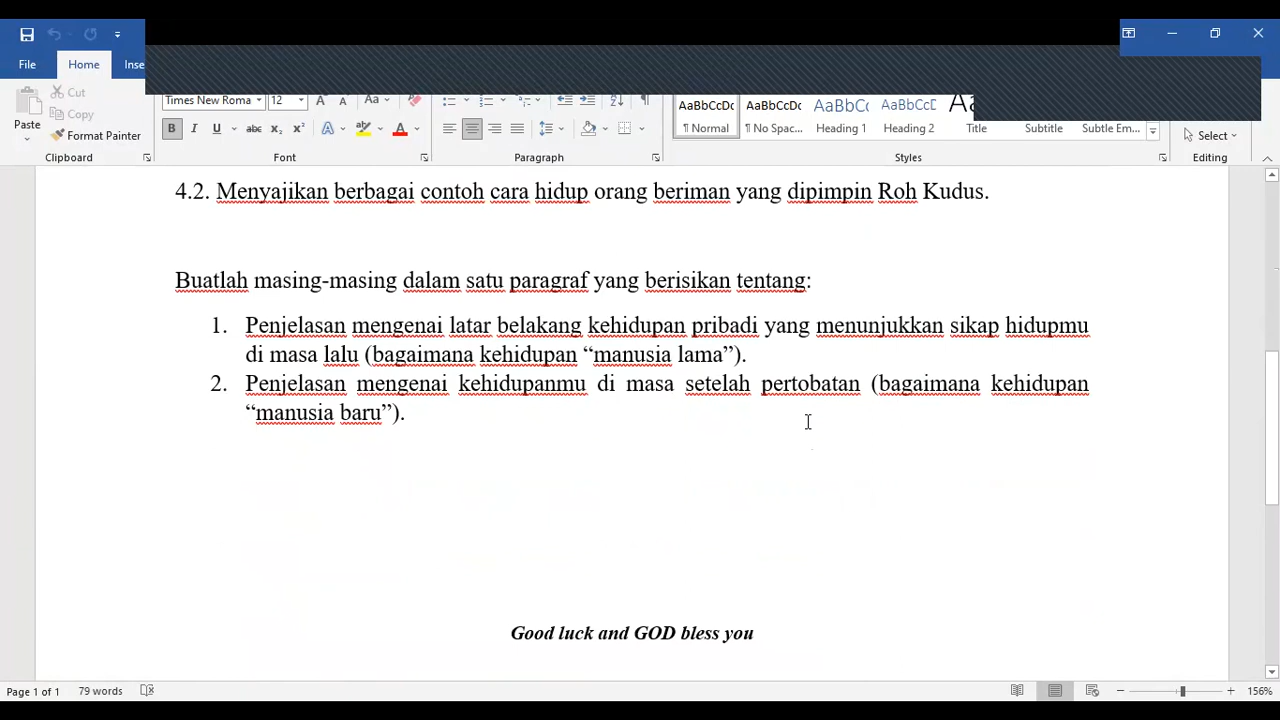 File Home Inse
Cut
Copy
Paste Format Painter
Times New Roma 12 Aa
B I U abc x₂ x² A A
AaBbCcDc AaBbCcDc AaBbCc AaBbCcD
¶ Normal ¶ No Spac... Heading 1 Heading 2 Title Subtitle Subtle Em... Select
Clipboard Font Paragraph Styles Editing
4.2. Menyajikan berbagai contoh cara hidup orang beriman yang dipimpin Roh Kudus.
Buatlah masing-masing dalam satu paragraf yang berisikan tentang:
1. Penjelasan mengenai latar belakang kehidupan pribadi yang menunjukkan sikap hidupmu
di masa lalu (bagaimana kehidupan “manusia lama”).
2. Penjelasan mengenai kehidupanmu di masa setelah pertobatan (bagaimana kehidupan
“manusia baru”).
Good luck and GOD bless you
Page 1 of 1 79 words 156%